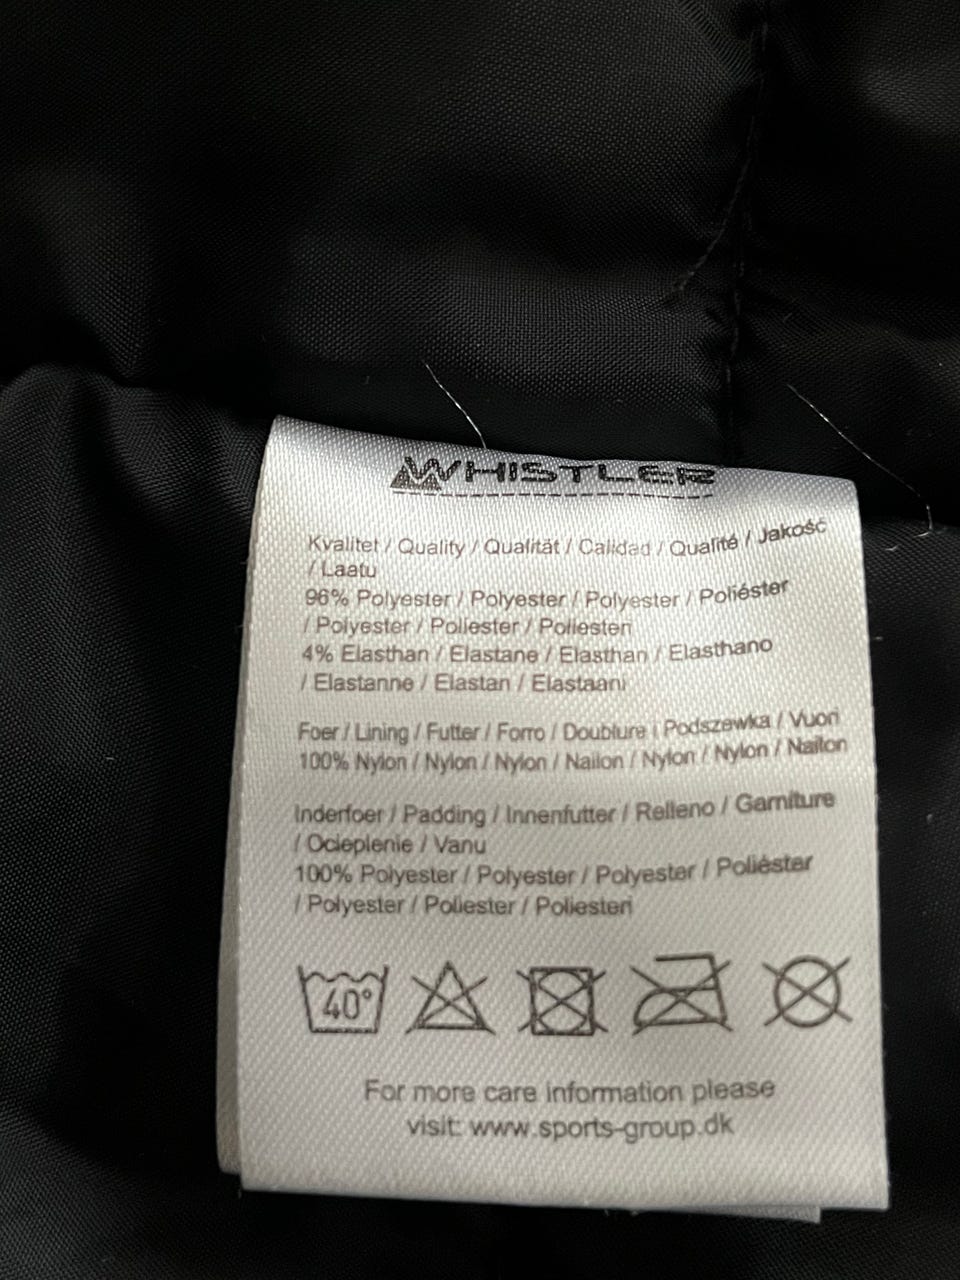 WHISTLER
Kvalitet / Quality / Qualität / Calidad / Qualité / Jakość
/ Laatu
96% Polyester / Polyester / Polyester / Poliéster
/ Polyester / Poliester / Poliesteri
4% Elasthan / Elastane / Elasthan / Elasthano
/ Elastanne / Elastan / Elastaani
Foer / Lining / Futter / Forro / Doublure / Podszewka / Vuori
100% Nylon / Nylon / Nylon / Nailon / Nylon / Nylon / Nailon
Inderfoer / Padding / Innenfutter / Relleno / Garniture
/ Ocieplenie / Vanu
100% Polyester / Polyester / Polyester / Poliéster
/ Polyester / Poliester / Poliesteri
40°
For more care information please
visit: www.sports-group.dk